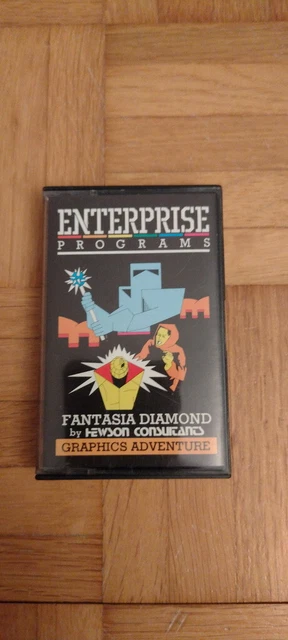 ENTERPRISE
PROGRAMS
FANTASIA DIAMOND
by HEWSON CONSULTANTS
GRAPHICS ADVENTURE